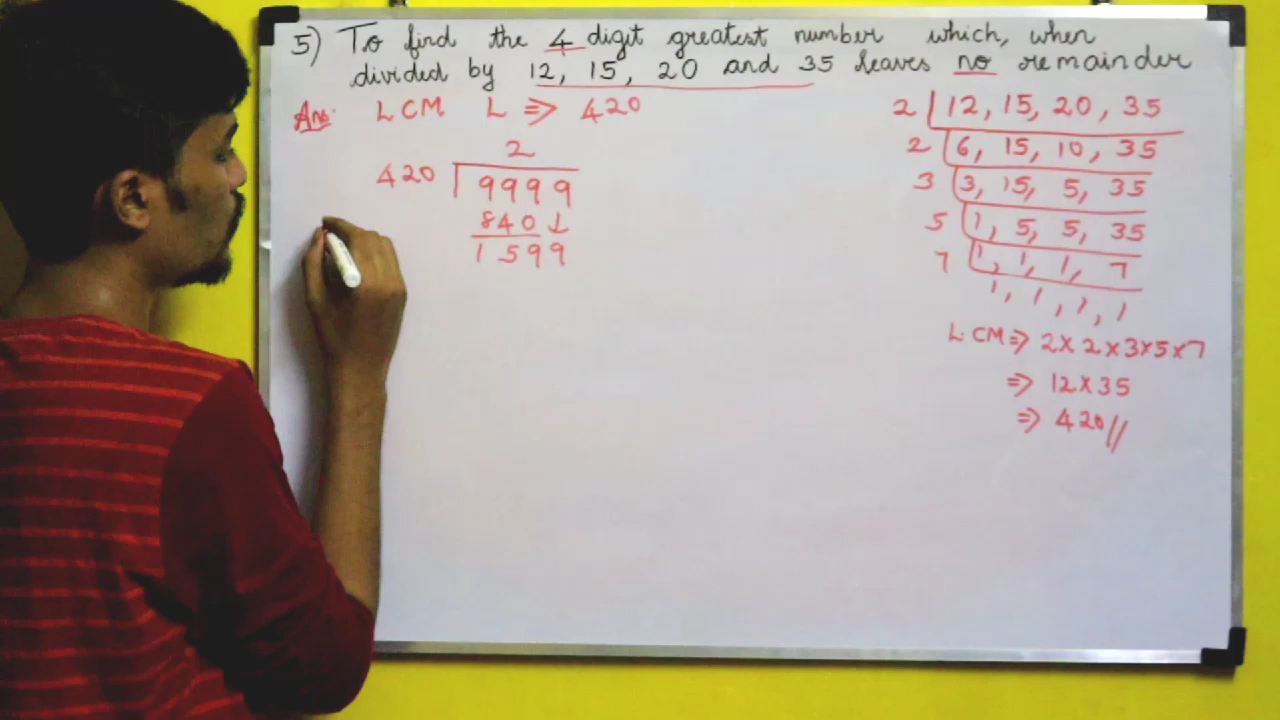 5) To find the 4 digit greatest number which, when
divided by 12, 15, 20 and 35 leaves no remainder
Ans: LCM L ⇒ 420
2
420 9999
840↓
1599
2 12, 15, 20, 35
2 6, 15, 10, 35
3 3, 15, 5, 35
5 1, 5, 5, 35
7 1, 1, 1, 7
1, 1, 1, 1
L.CM ⇒ 2×2×3×5×7
⇒ 12×35
⇒ 420//